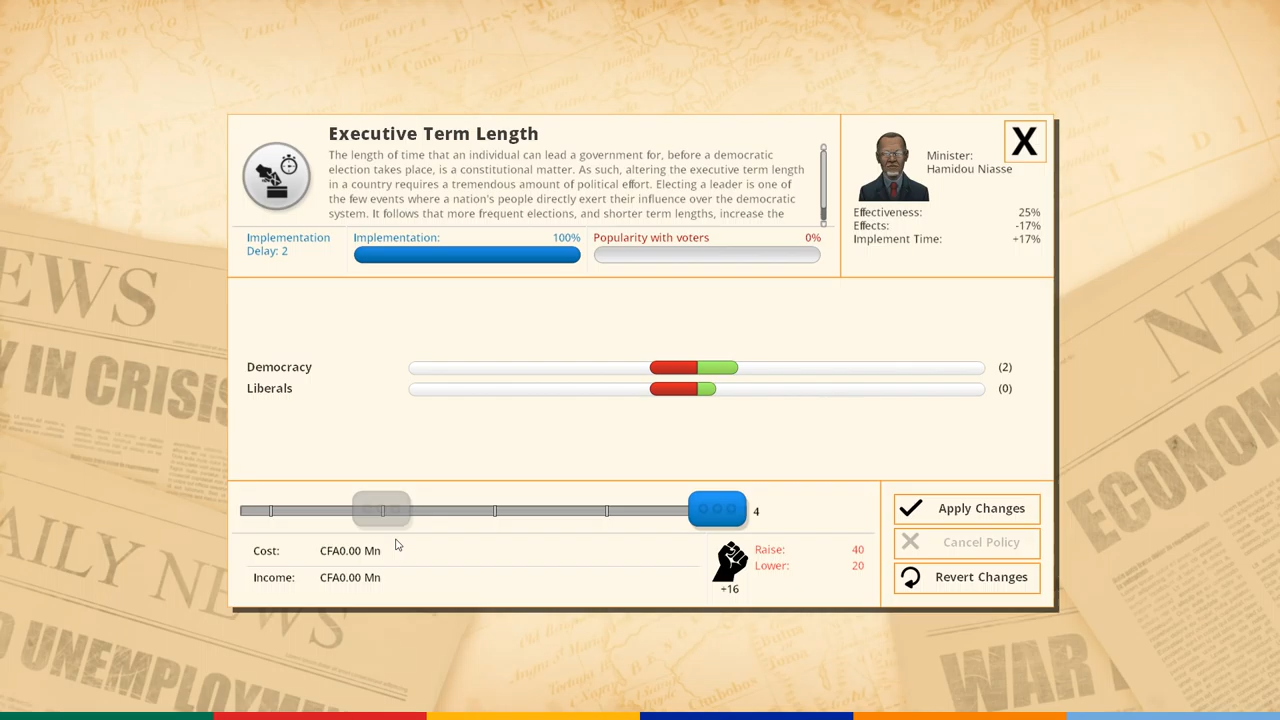 Executive Term Length
The length of time that an individual can lead a government for, before a democratic
election takes place, is a constitutional matter. As such, altering the executive term length
in a country requires a tremendous amount of political effort. Electing a leader is one of
the few events where a nation's people directly exert their influence over the democratic
system. It follows that more frequent elections, and shorter term lengths, increase the
Implementation
Delay: 2
Implementation: 100%
Popularity with voters 0%
X
Minister:
Hamidou Niasse
Effectiveness: 25%
Effects: -17%
Implement Time: +17%
Democracy (2)
Liberals (0)
4
Cost: CFA0.00 Mn
Income: CFA0.00 Mn
Raise: 40
Lower: 20
+16
Apply Changes
Cancel Policy
Revert Changes
EWS
Y IN CRISIS
AILY NEWS
UNEMPLOYM
NE
ECONOM
WAR